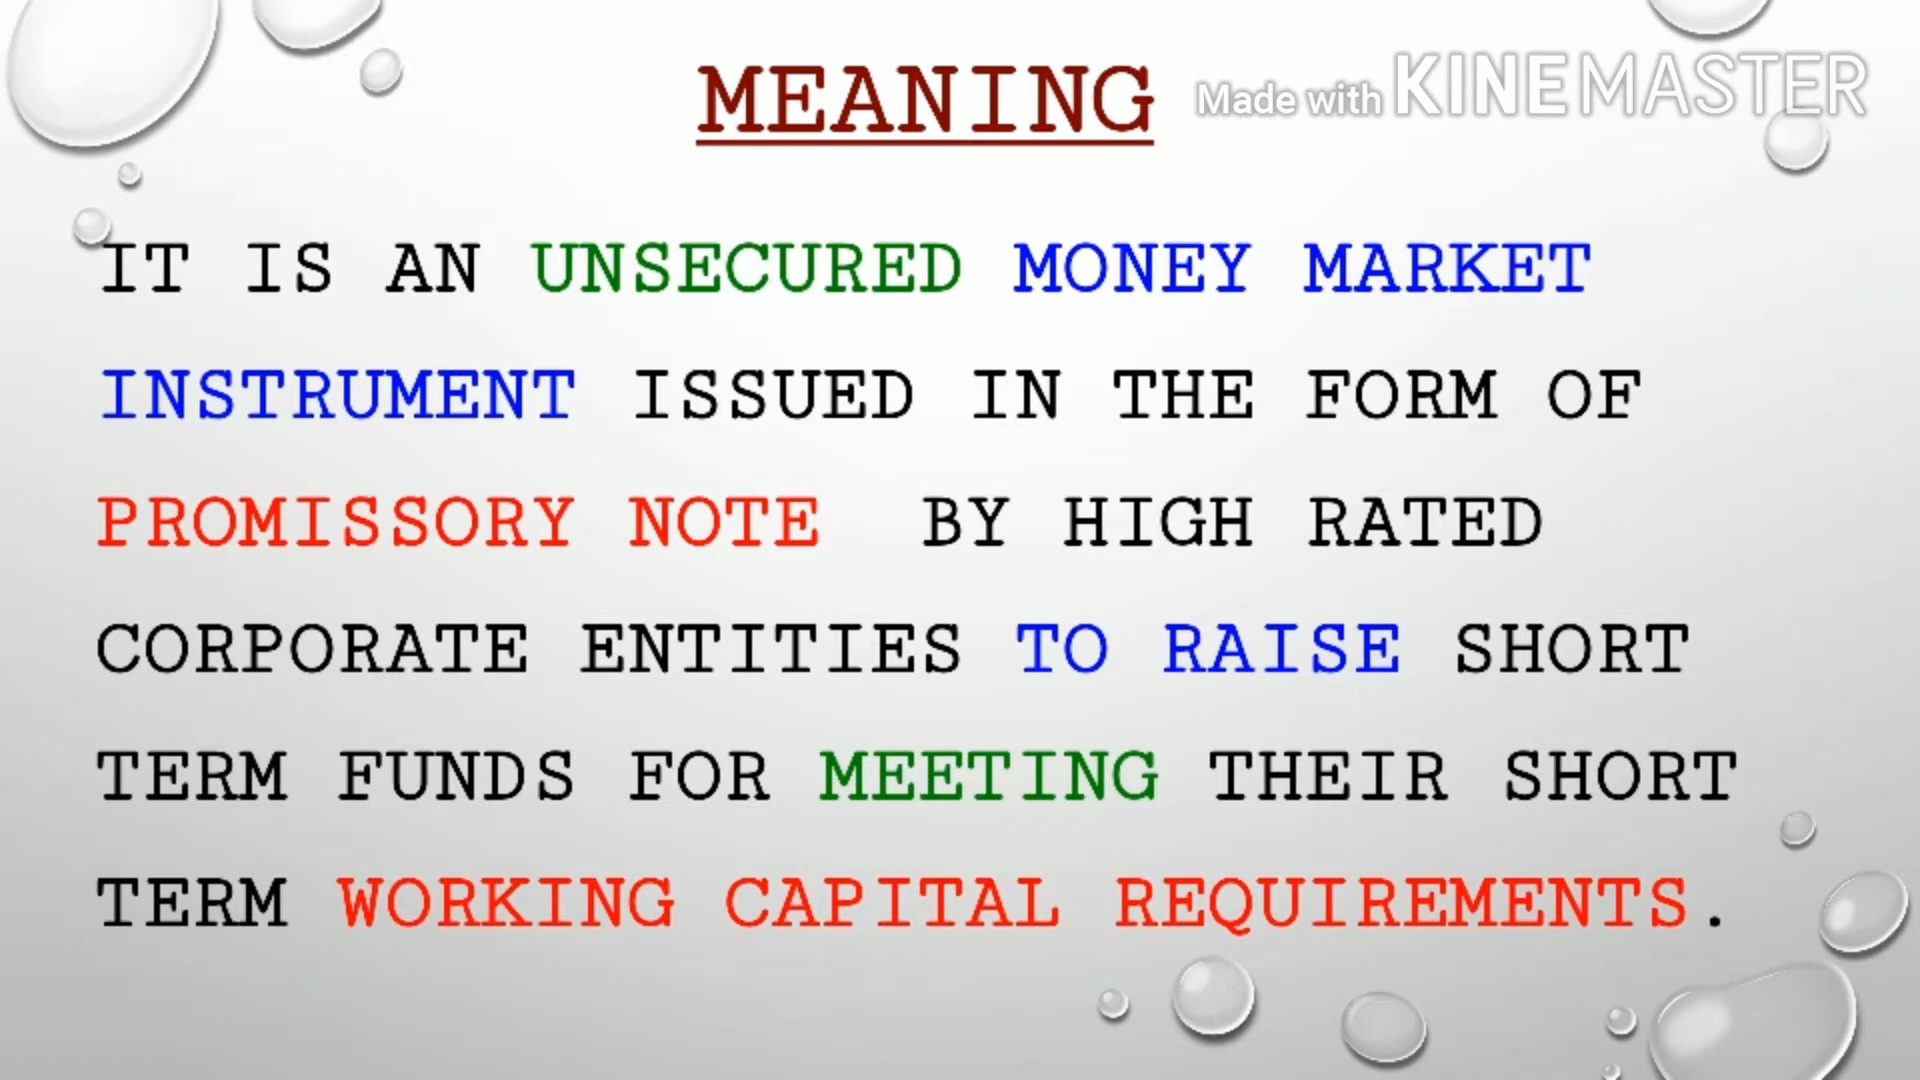 MEANING
Made with KINEMASTER
IT IS AN UNSECURED MONEY MARKET
INSTRUMENT ISSUED IN THE FORM OF
PROMISSORY NOTE BY HIGH RATED
CORPORATE ENTITIES TO RAISE SHORT
TERM FUNDS FOR MEETING THEIR SHORT
TERM WORKING CAPITAL REQUIREMENTS.